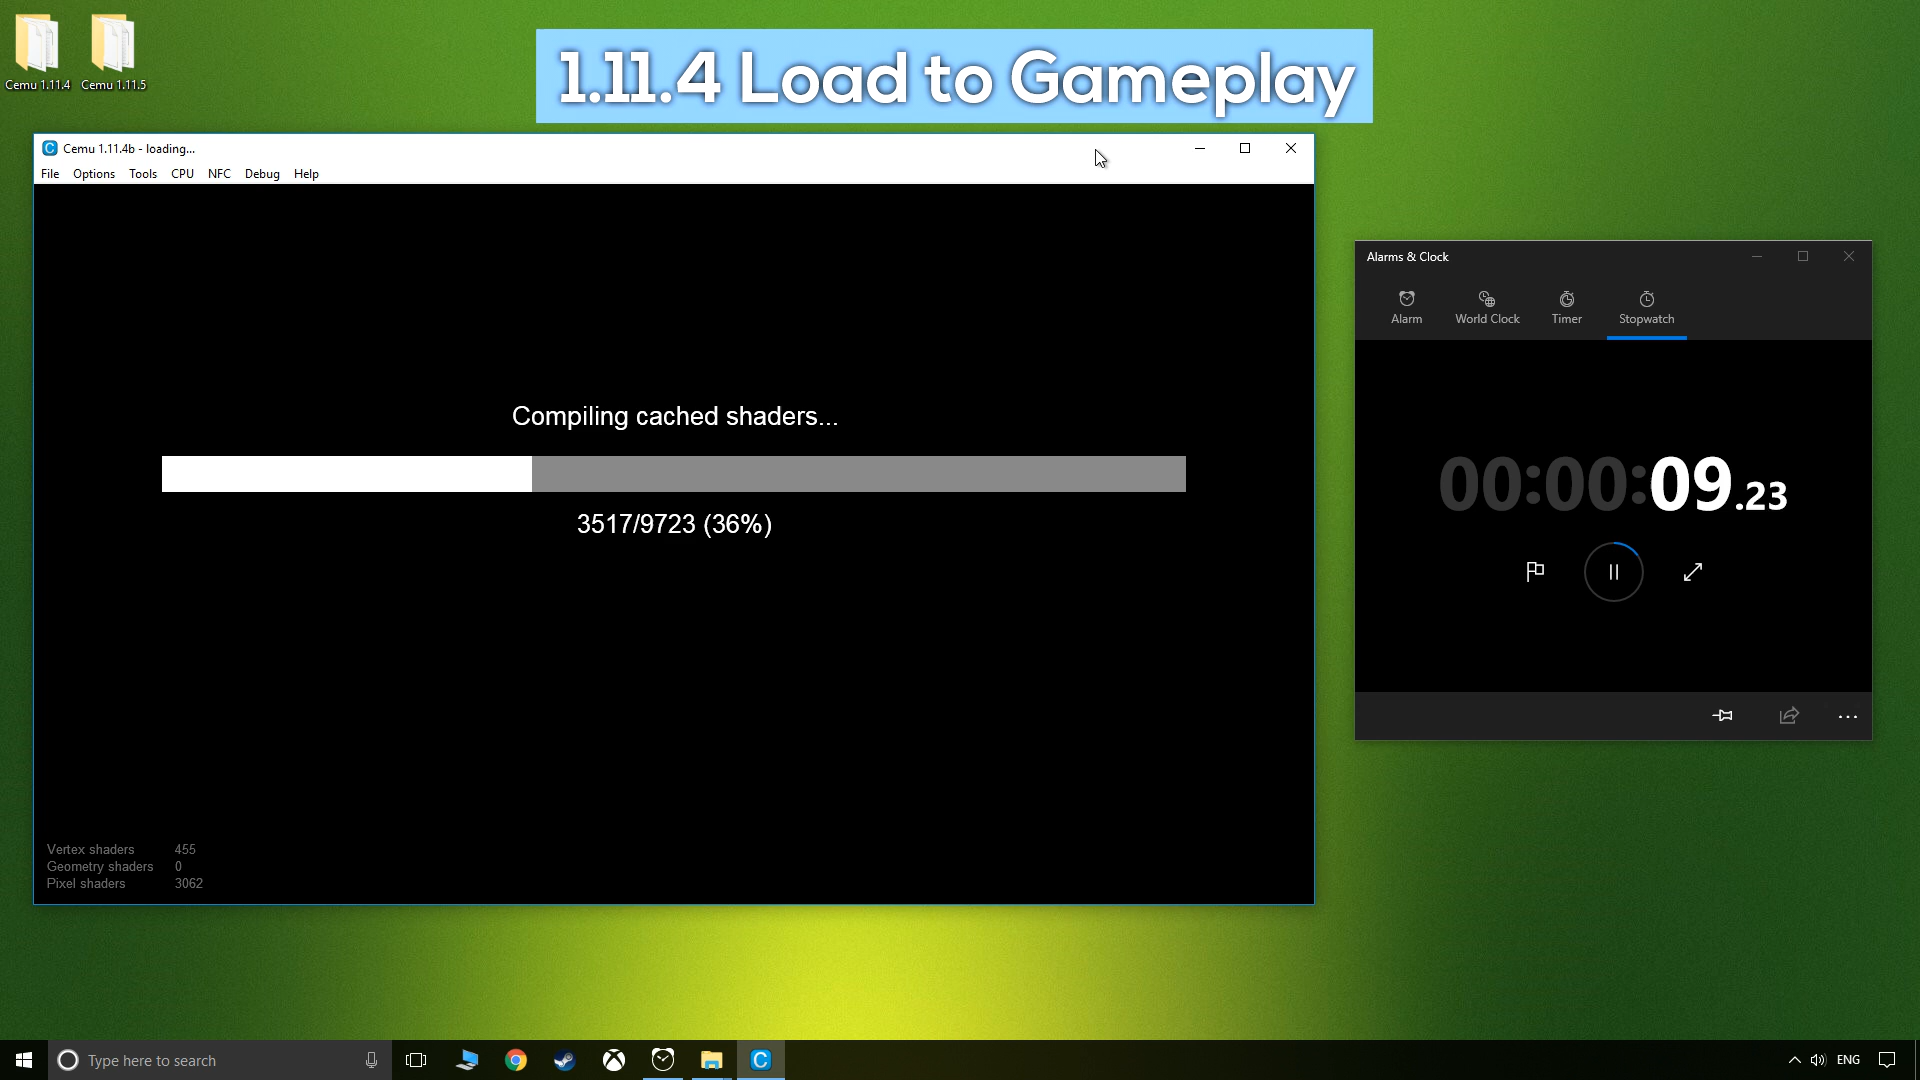 1.11.4 Load to Gameplay
Cemu 1.11.4 Cemu 1.11.5
Cemu 1.11.4b - loading...
File Options Tools CPU NFC Debug Help
Compiling cached shaders...
3517/9723 (36%)
Vertex shaders 455
Geometry shaders 0
Pixel shaders 3062
Alarms & Clock
Alarm World Clock Timer Stopwatch
00:00:09.23
Type here to search
ENG